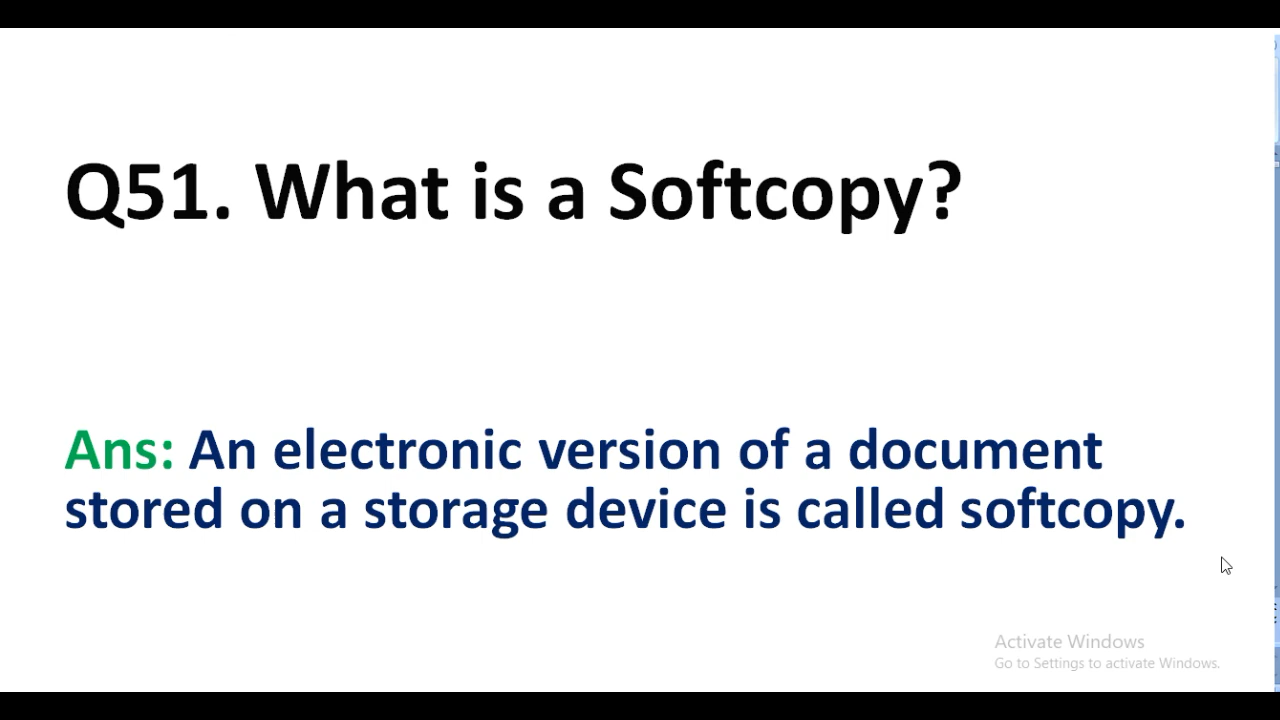 Q51. What is a Softcopy?
Ans: An electronic version of a document
stored on a storage device is called softcopy.
Activate Windows
Go to Settings to activate Windows.